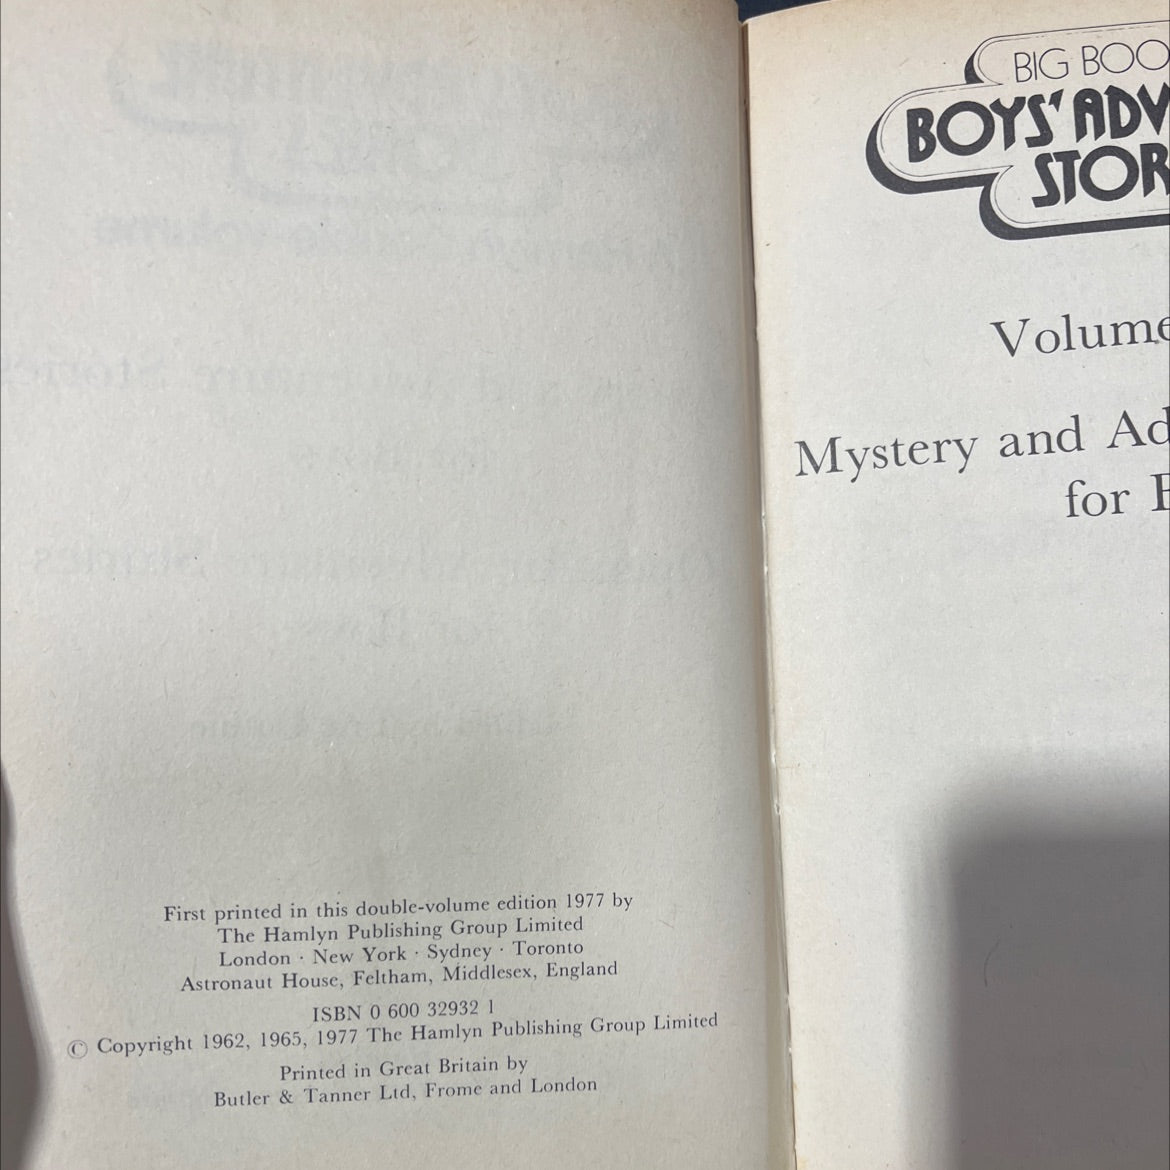 First printed in this double-volume edition 1977 by
The Hamlyn Publishing Group Limited
London · New York · Sydney · Toronto
Astronaut House, Feltham, Middlesex, England
ISBN 0 600 32932 1
© Copyright 1962, 1965, 1977 The Hamlyn Publishing Group Limited
Printed in Great Britain by
Butler & Tanner Ltd, Frome and London
BIG BOO
BOYS' ADV
STOR
Volume
Mystery and Ad
for